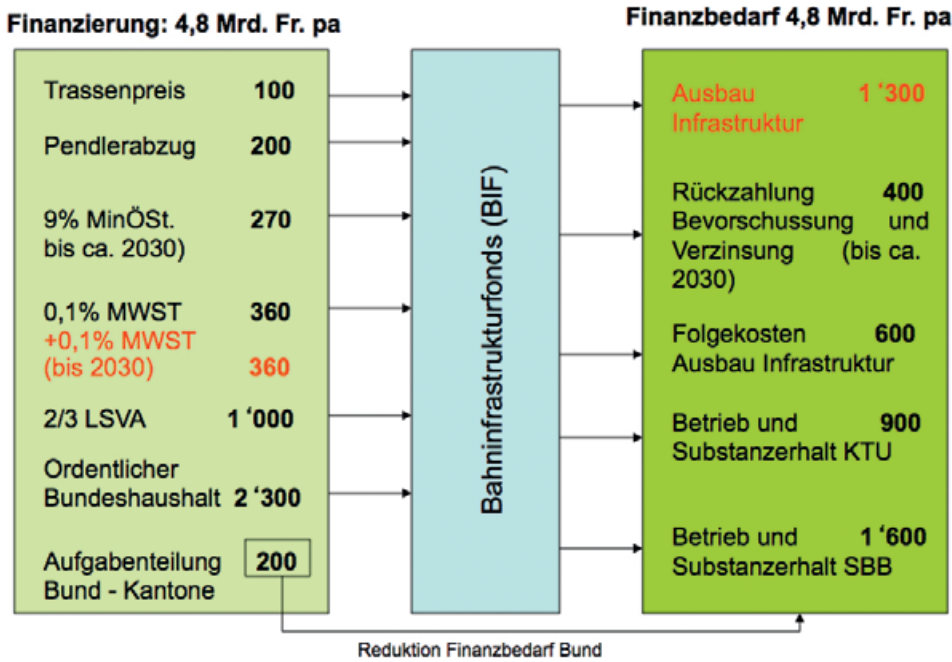 Finanzierung: 4,8 Mrd. Fr. pa
Trassenpreis 100
Pendlerabzug 200
9% MinÖSt. 270
bis ca. 2030)
0,1% MWST 360
+0,1% MWST
(bis 2030) 360
2/3 LSVA 1 ‘000
Ordentlicher
Bundeshaushalt 2 ‘300
Aufgabenteilung 200
Bund - Kantone
Bahninfrastrukturfonds (BIF)
Finanzbedarf 4,8 Mrd. Fr. pa
Ausbau 1 ‘300
Infrastruktur
Rückzahlung 400
Bevorschussung und
Verzinsung (bis ca.
2030)
Folgekosten 600
Ausbau Infrastruktur
Betrieb und 900
Substanzerhalt KTU
Betrieb und 1 ‘600
Substanzerhalt SBB
Reduktion Finanzbedarf Bund